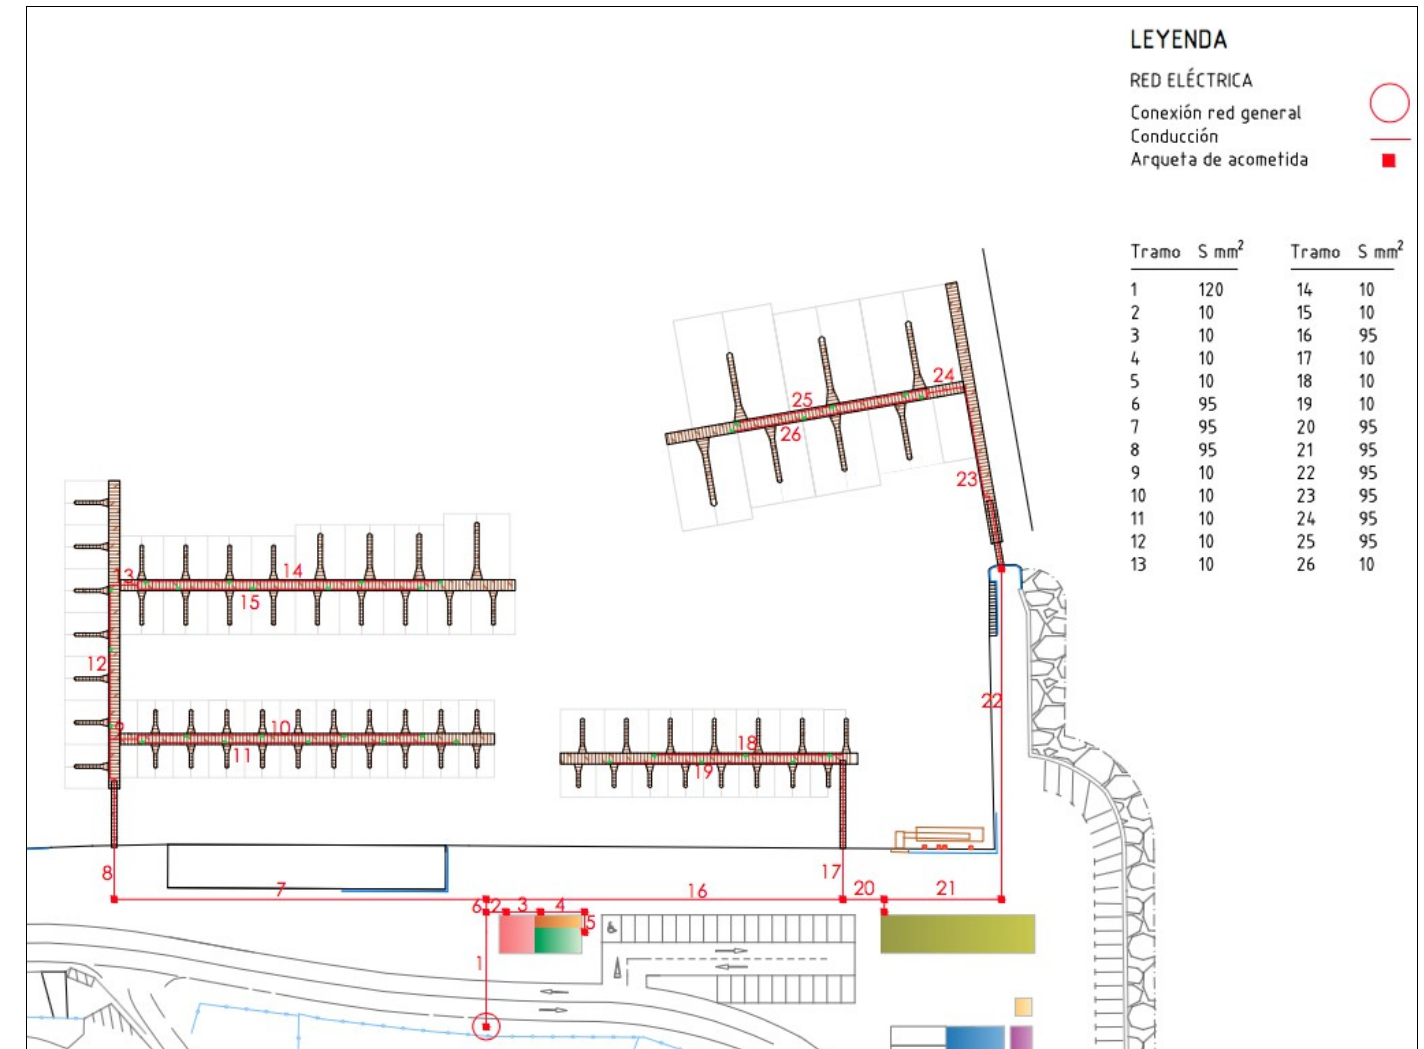 LEYENDA
RED ELÉCTRICA
Conexión red general
Conducción
Arqueta de acometida
Tramo S mm² Tramo S mm²
1 120 14 10
2 10 15 10
3 10 16 95
4 10 17 10
5 10 18 10
6 95 19 10
7 95 20 95
8 95 21 95
9 10 22 95
10 10 23 95
11 10 24 95
12 95 25 95
13 10 26 10
24
25
26
23
13
14
15
12
22
9
10
11
18
19
8
17
7
16
20
21
6 2 3 4
5
1